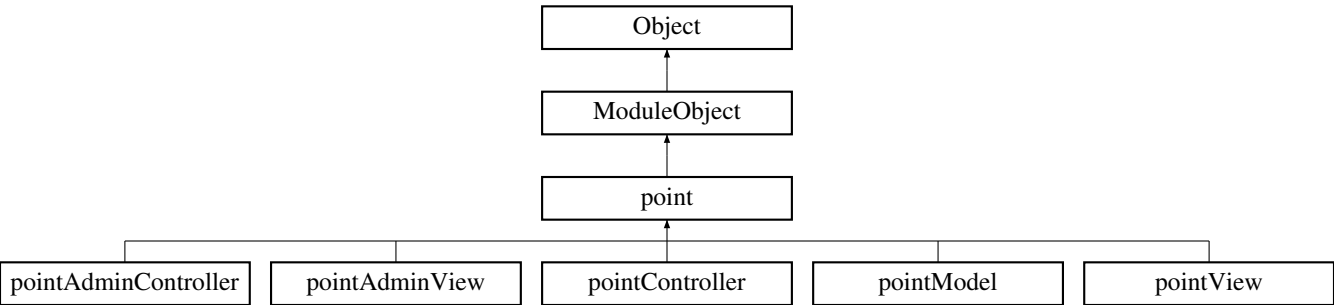 Object
ModuleObject
point
pointAdminController
pointAdminView
pointController
pointModel
pointView